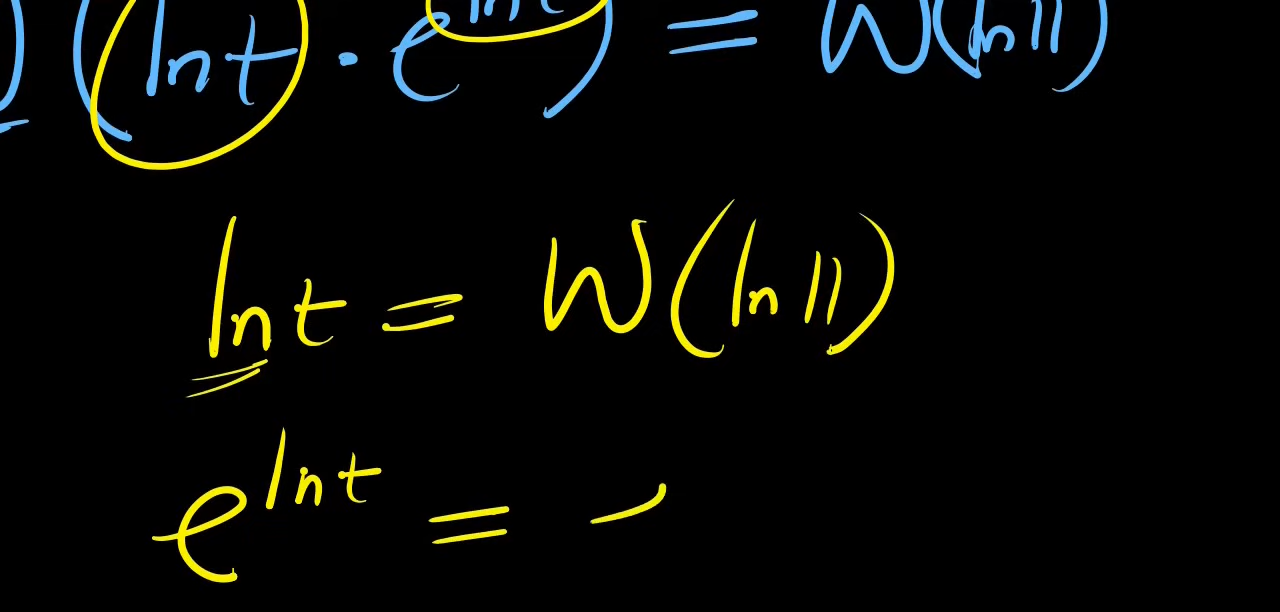 ) (ln t · e^{ln t}) = W(ln 11)
ln t = W(ln 11)
e^{ln t} =